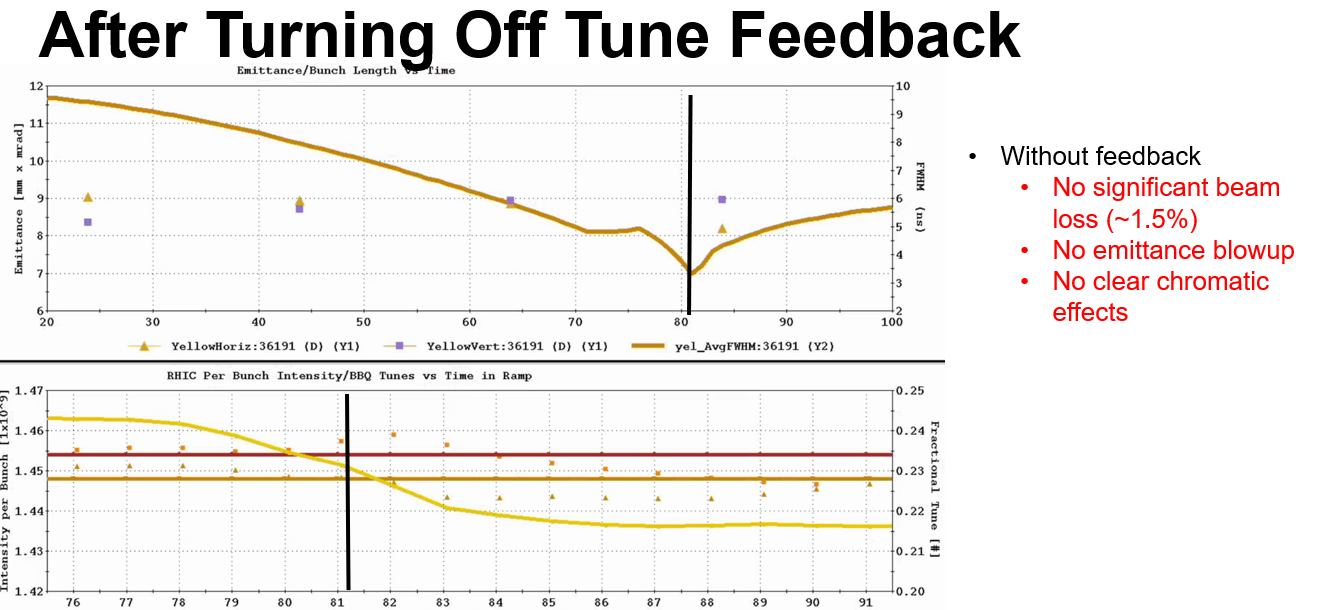 After Turning Off Tune Feedback
Emittance/Bunch Length vs Time
12
11
10
9
8
7
6
Emittance [mm x mrad]
10
9
8
7
6
5
4
3
2
FWHM (ns)
20 30 40 50 60 70 80 90 100
YellowHoriz:36191 (D) (Y1) YellowVert:36191 (D) (Y1) yel_AvgFWHM:36191 (Y2)
RHIC Per Bunch Intensity/BBQ Tunes vs Time in Ramp
1.47
1.46
1.45
1.44
1.43
1.42
Intensity per Bunch [1x10^9]
0.25
0.24
0.23
0.22
0.21
0.20
Fractional Tune [#]
76 77 78 79 80 81 82 83 84 85 86 87 88 89 90 91
• Without feedback
• No significant beam
loss (~1.5%)
• No emittance blowup
• No clear chromatic
effects